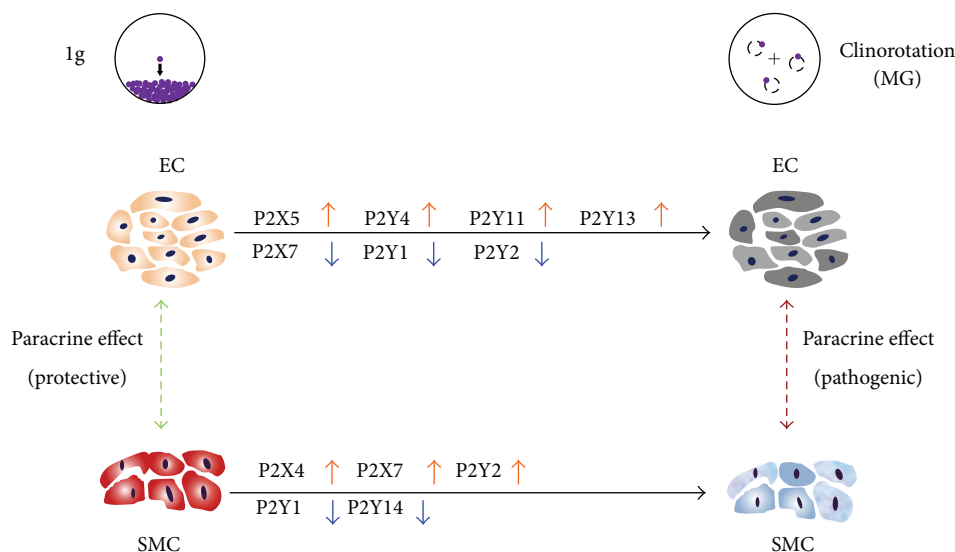 1g
Clinorotation
(MG)
EC
EC
P2X5 ↑ P2Y4 ↑ P2Y11 ↑ P2Y13 ↑
P2X7 ↓ P2Y1 ↓ P2Y2 ↓
Paracrine effect
(protective)
Paracrine effect
(pathogenic)
P2X4 ↑ P2X7 ↑ P2Y2 ↑
P2Y1 ↓ P2Y14 ↓
SMC
SMC